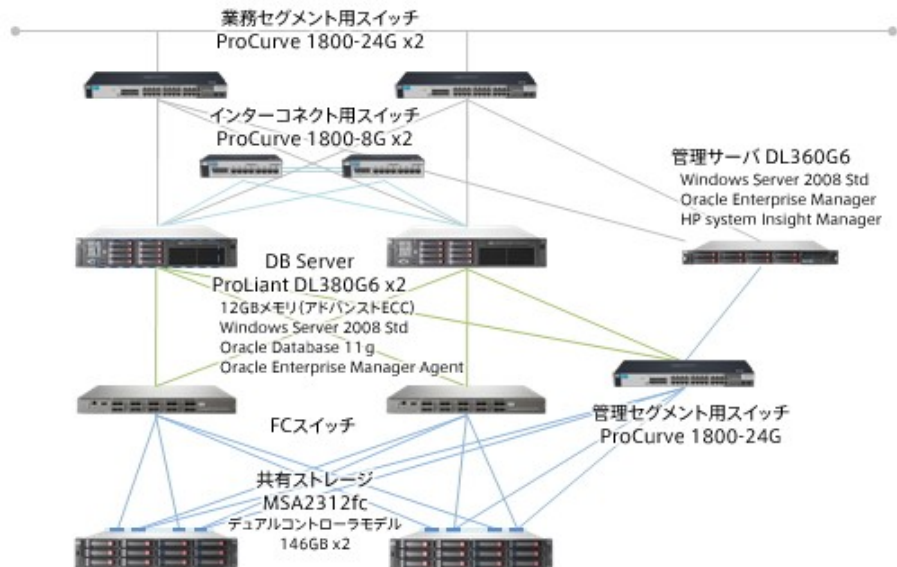 業務セグメント用スイッチ
ProCurve 1800-24G x2
インターコネクト用スイッチ
ProCurve 1800-8G x2
管理サーバ DL360G6
Windows Server 2008 Std
Oracle Enterprise Manager
HP system Insight Manager
DB Server
ProLiant DL380G6 x2
12GBメモリ(アドバンストECC)
Windows Server 2008 Std
Oracle Database 11g
Oracle Enterprise Manager Agent
FCスイッチ
管理セグメント用スイッチ
ProCurve 1800-24G
共有ストレージ
MSA2312fc
デュアルコントローラモデル
146GB x2